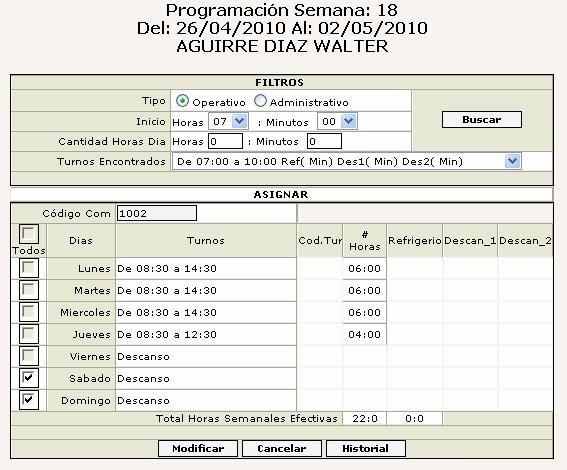 Programación Semana: 18
Del: 26/04/2010 Al: 02/05/2010
AGUIRRE DIAZ WALTER
FILTROS
Tipo Operativo Administrativo
Inicio Horas 07 : Minutos 00
Buscar
Cantidad Horas Dia Horas 0 : Minutos 0
Turnos Encontrados De 07:00 a 10:00 Ref( Min) Des1( Min) Des2( Min)
ASIGNAR
Código Com 1002
Todos Dias Turnos Cod.Tur # Horas Refrigerio Descan_1 Descan_2
Lunes De 08:30 a 14:30 06:00
Martes De 08:30 a 14:30 06:00
Miercoles De 08:30 a 14:30 06:00
Jueves De 08:30 a 12:30 04:00
Viernes Descanso
Sabado Descanso
Domingo Descanso
Total Horas Semanales Efectivas 22:0 0:0
Modificar Cancelar Historial